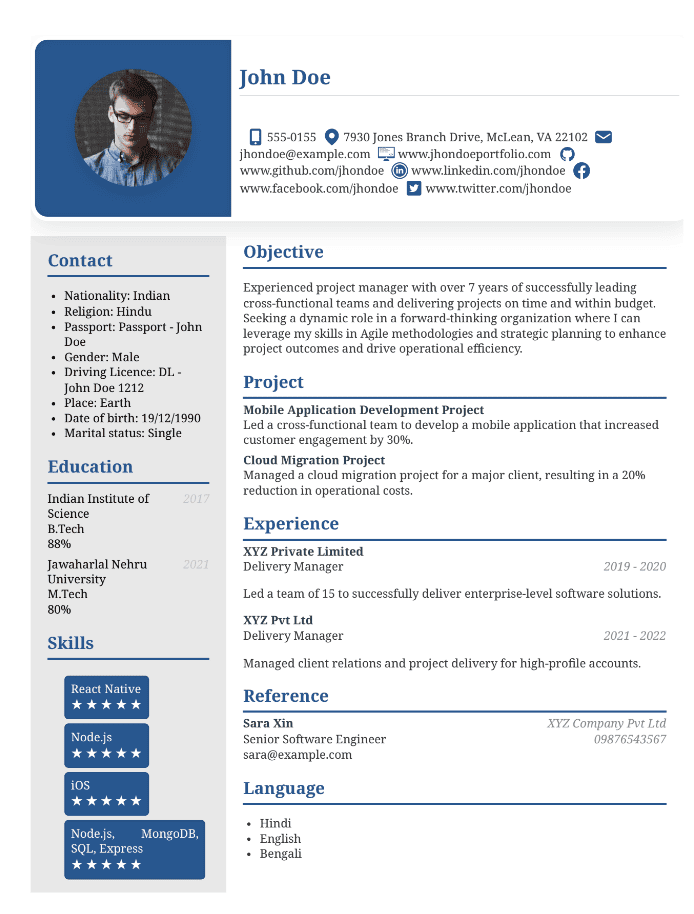 John Doe
555-0155 7930 Jones Branch Drive, McLean, VA 22102
jhondoe@example.com www.jhondoeportfolio.com
www.github.com/jhondoe www.linkedin.com/jhondoe
www.facebook.com/jhondoe www.twitter.com/jhondoe
Contact
• Nationality: Indian
• Religion: Hindu
• Passport: Passport - John
Doe
• Gender: Male
• Driving Licence: DL -
John Doe 1212
• Place: Earth
• Date of birth: 19/12/1990
• Marital status: Single
Education
Indian Institute of 2017
Science
B.Tech
88%
Jawaharlal Nehru 2021
University
M.Tech
80%
Skills
React Native
★ ★ ★ ★ ★
Node.js
★ ★ ★ ★ ★
iOS
★ ★ ★ ★ ★
Node.js, MongoDB,
SQL, Express
★ ★ ★ ★ ★
Objective
Experienced project manager with over 7 years of successfully leading
cross-functional teams and delivering projects on time and within budget.
Seeking a dynamic role in a forward-thinking organization where I can
leverage my skills in Agile methodologies and strategic planning to enhance
project outcomes and drive operational efficiency.
Project
Mobile Application Development Project
Led a cross-functional team to develop a mobile application that increased
customer engagement by 30%.
Cloud Migration Project
Managed a cloud migration project for a major client, resulting in a 20%
reduction in operational costs.
Experience
XYZ Private Limited
Delivery Manager 2019 - 2020
Led a team of 15 to successfully deliver enterprise-level software solutions.
XYZ Pvt Ltd
Delivery Manager 2021 - 2022
Managed client relations and project delivery for high-profile accounts.
Reference
Sara Xin XYZ Company Pvt Ltd
Senior Software Engineer 09876543567
sara@example.com
Language
• Hindi
• English
• Bengali